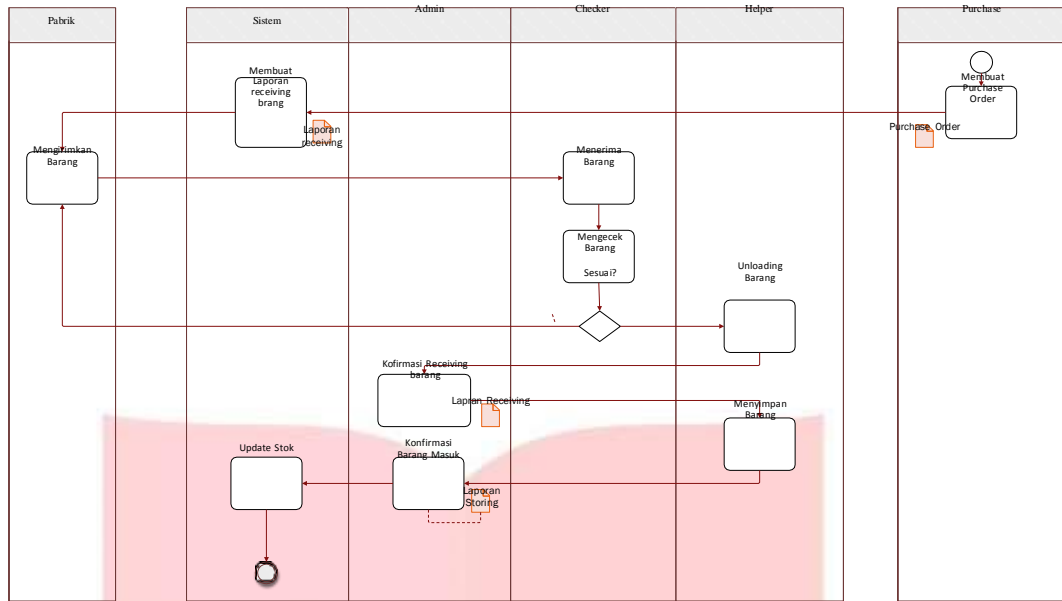 Pabrik
Sistem
Admin
Checker
Helper
Purchase
Membuat
Laporan
receiving
brang
Laporan
receiving
Membuat
Purchase
Order
Purchase Order
Mengirimkan
Barang
Menerima
Barang
Mengecek
Barang
Sesuai?
Unloading
Barang
Kofirmasi Receiving
barang
Lapran Receiving
Menyimpan
Barang
Update Stok
Konfirmasi
Barang Masuk
Laporan
Storing